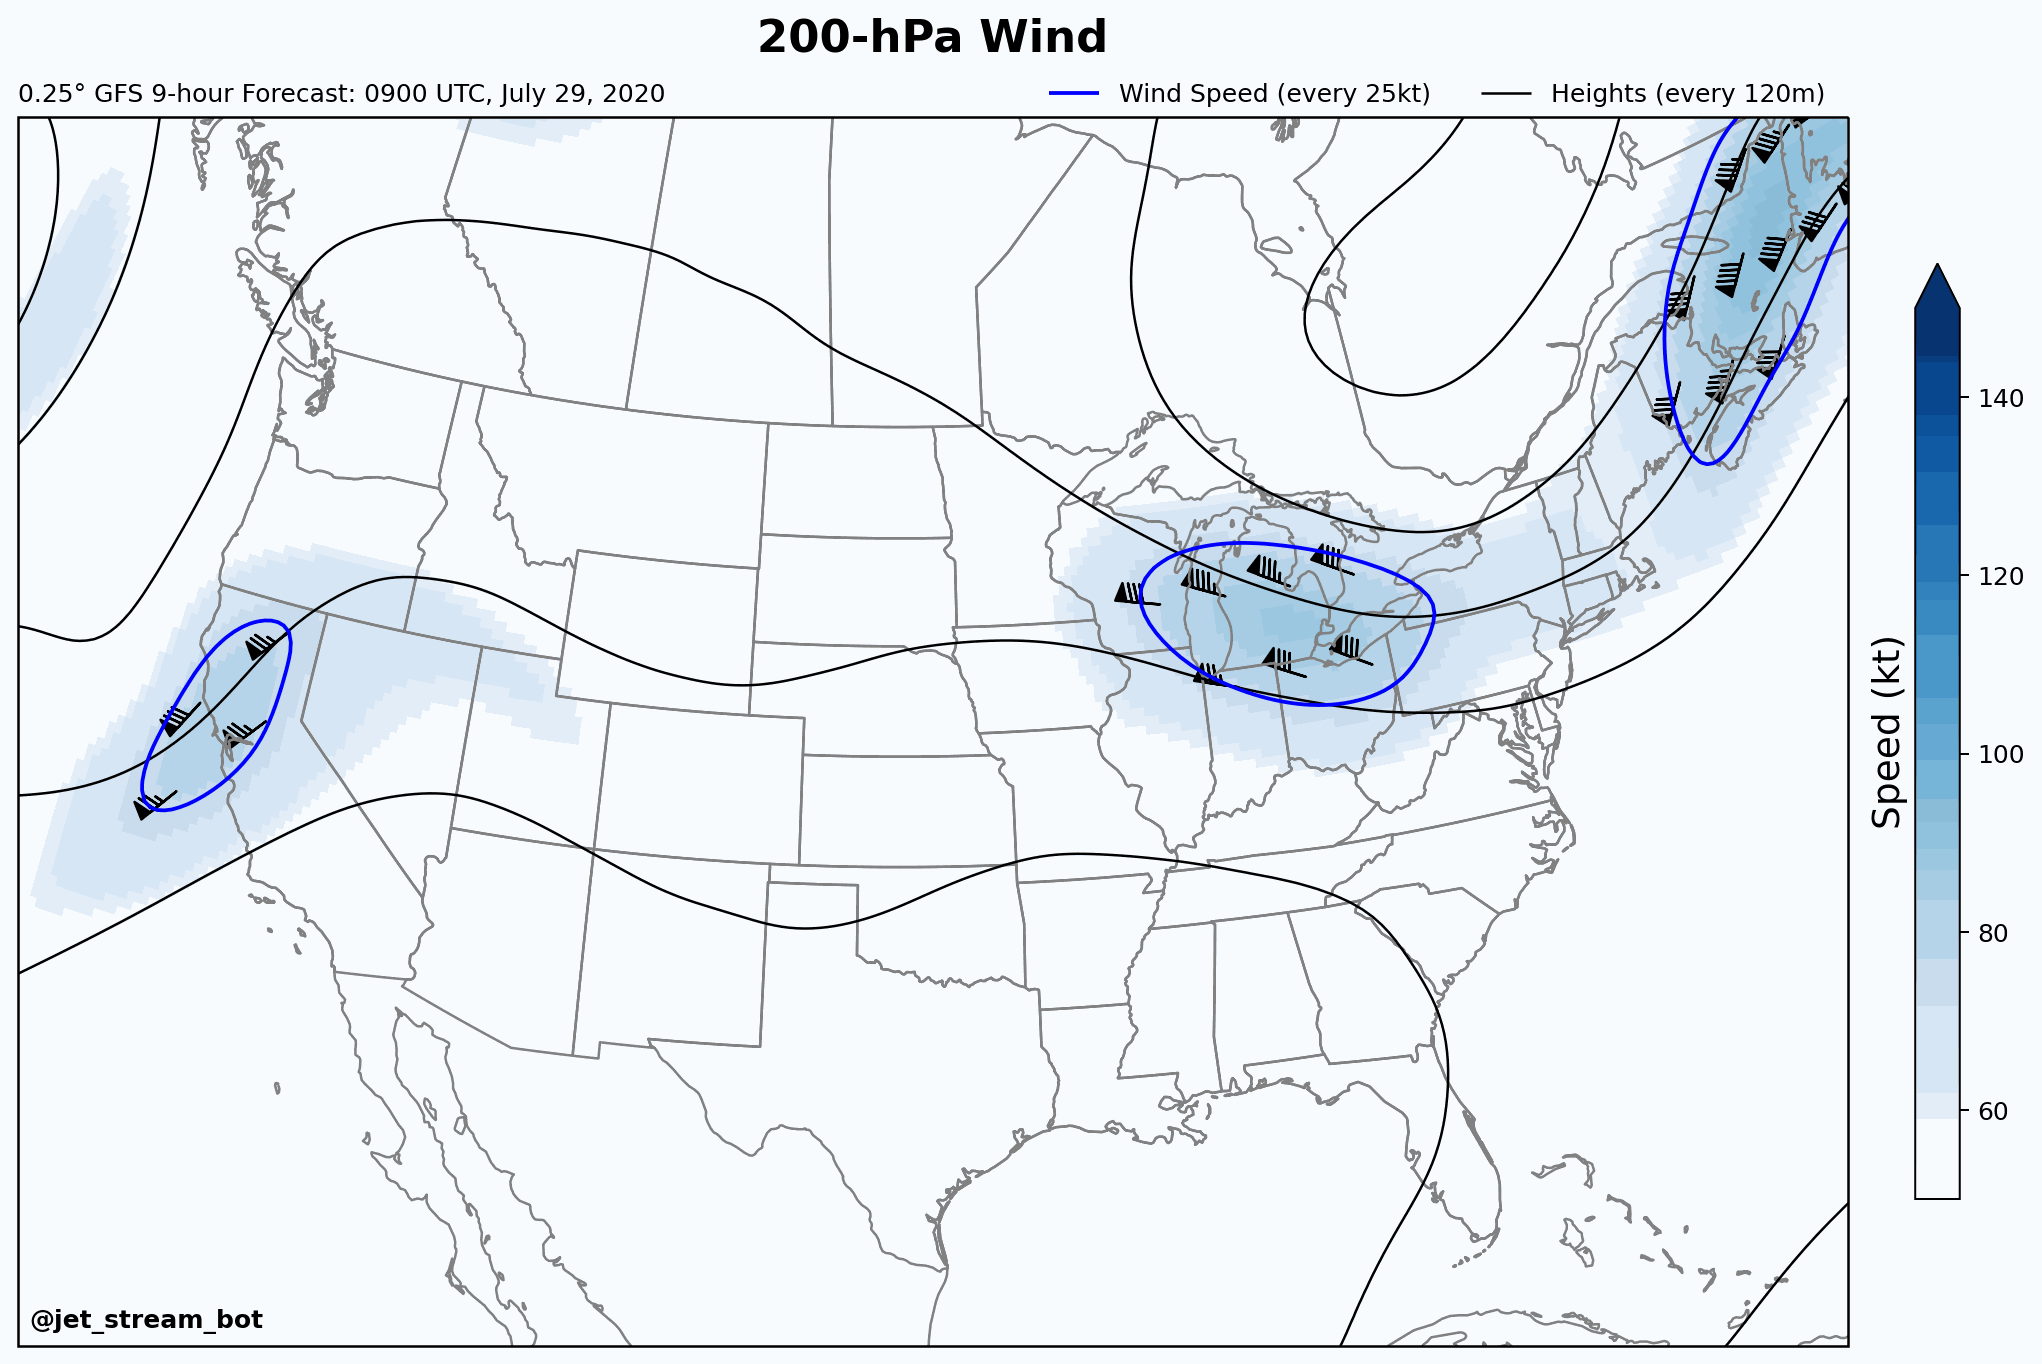 200-hPa Wind
0.25° GFS 9-hour Forecast: 0900 UTC, July 29, 2020
Wind Speed (every 25kt)
Heights (every 120m)
140
120
100
80
60
Speed (kt)
@jet_stream_bot